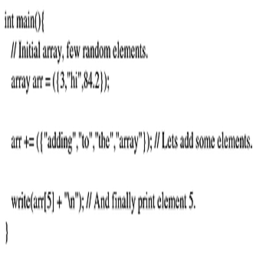 int main(){
// Initial array, few random elements.
array arr = ({3,"hi",84.2});
arr += ({"adding","to","the","array"}); // Lets add some elements.
write(arr[5] + "\n"); // And finally print element 5.
}